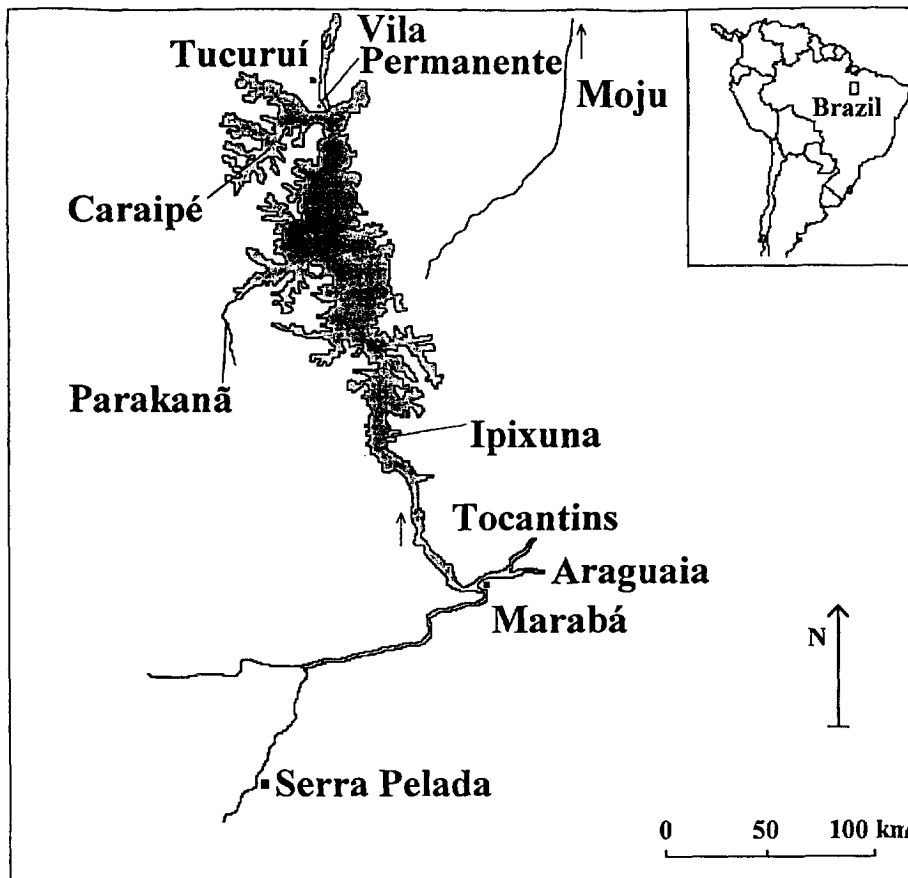 Vila
Tucuruí
Permanente
Moju
Brazil
Caraipé
Parakanã
Ipixuna
Tocantins
Araguaia
Marabá
N
Serra Pelada
0 50 100 km